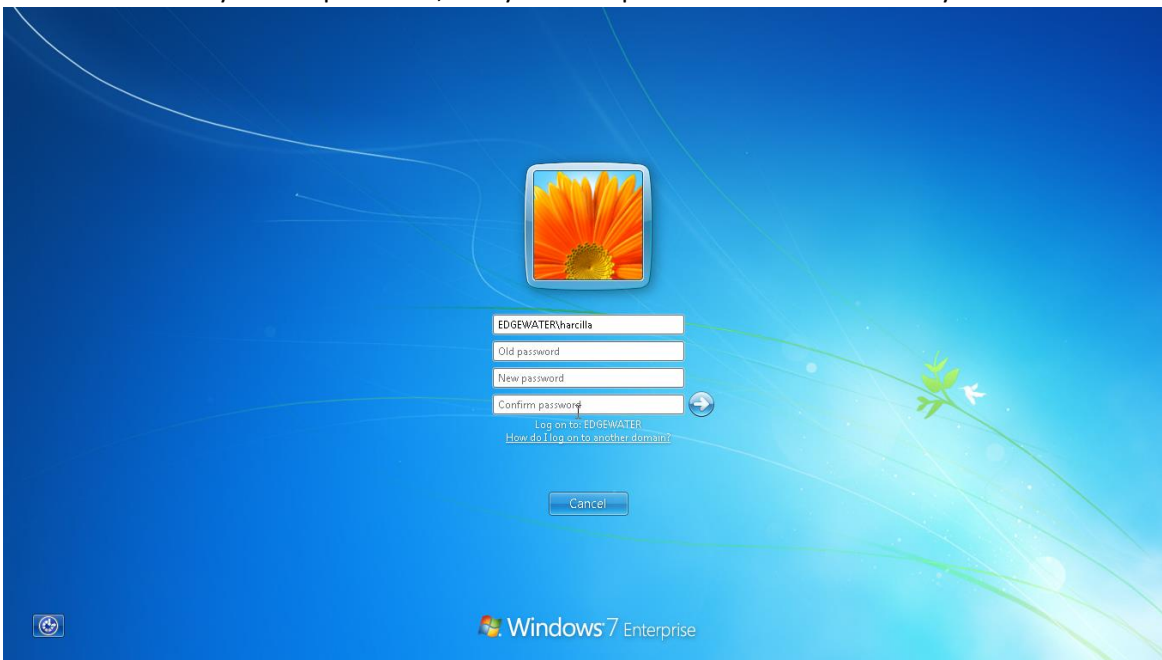 EDGEWATER\harcilla
Old password
New password
Confirm password
Log on to: EDGEWATER
How do I log on to another domain?
Cancel
Windows 7 Enterprise